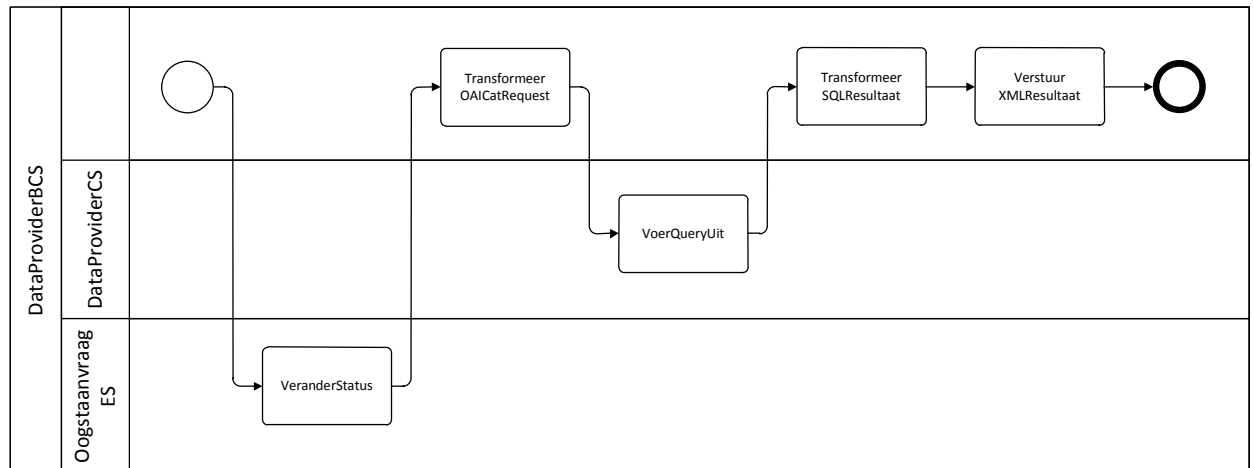 DataProviderBCS
DataProviderCS
Oogstaanvraag
ES
Transformeer
OAICatRequest
Transformeer
SQLResultaat
Verstuur
XMLResultaat
VoerQueryUit
VeranderStatus